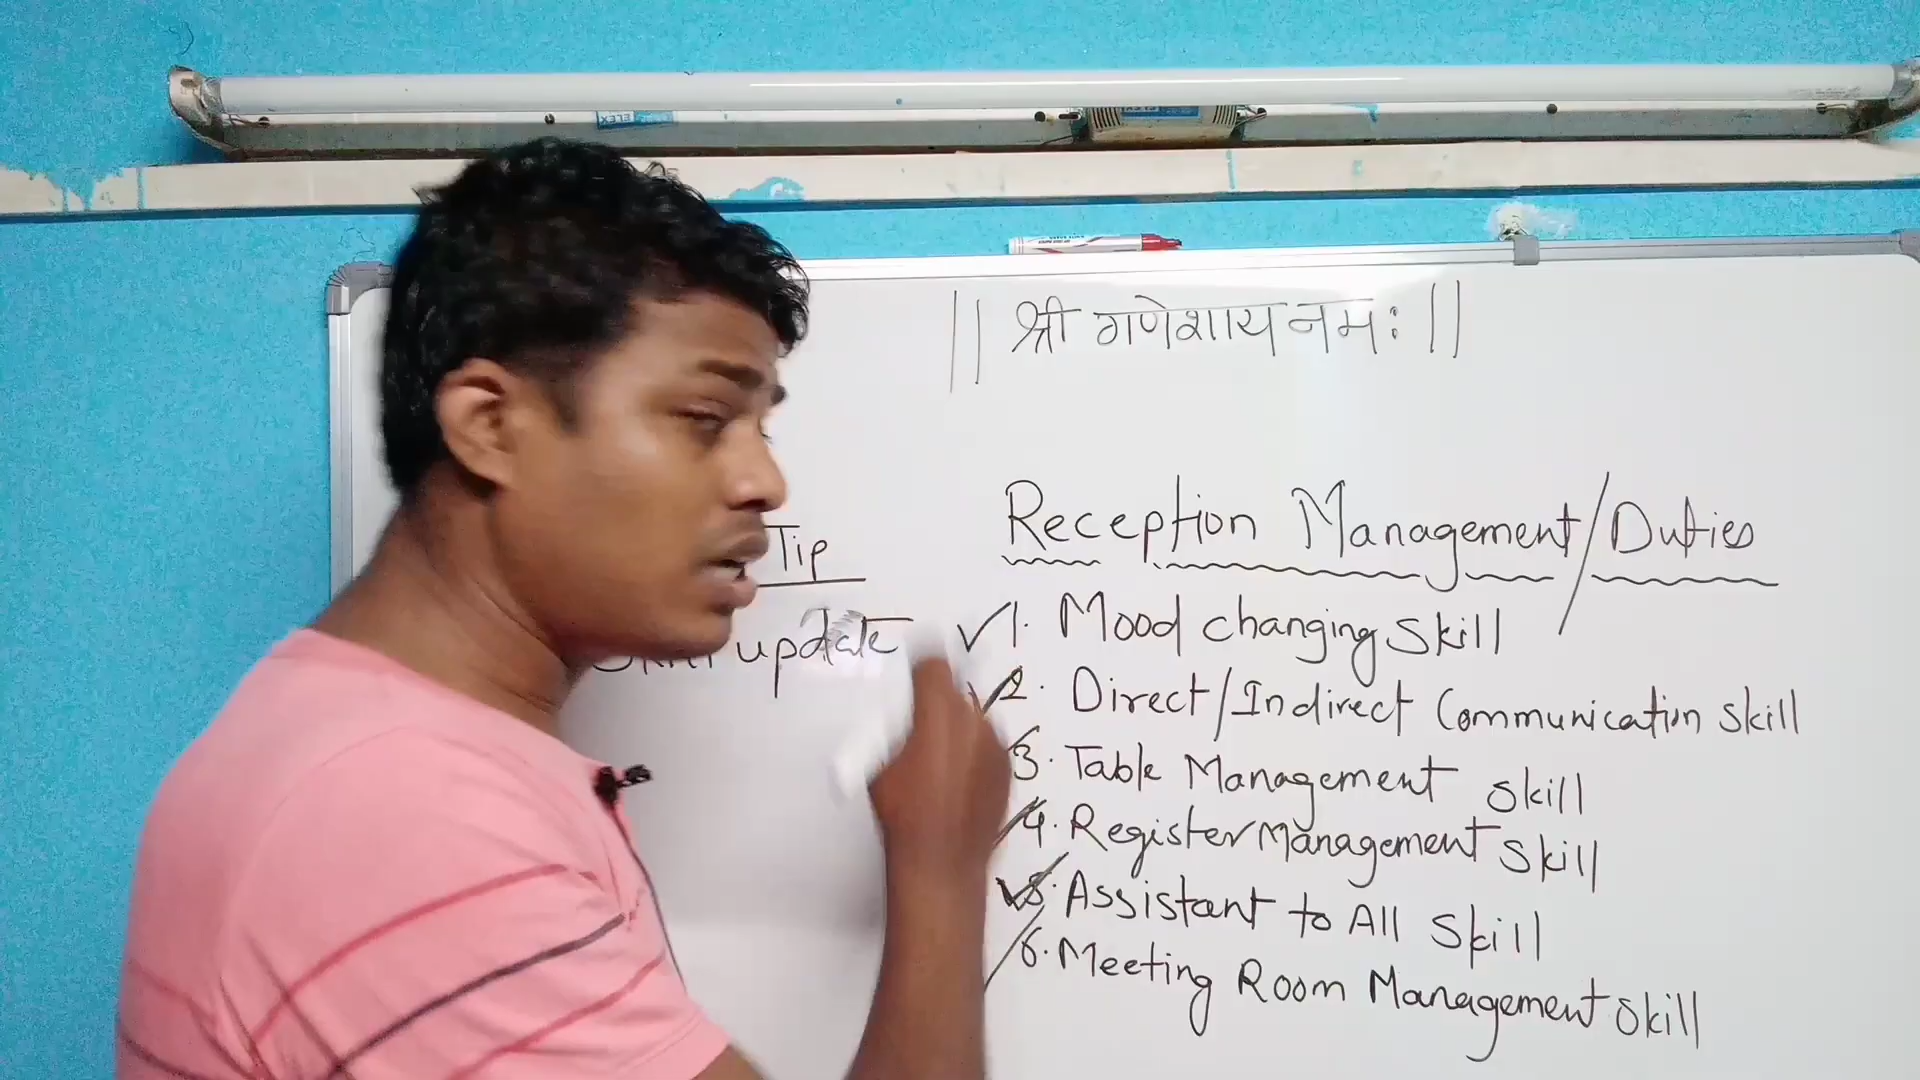 || श्री गणेशाय नमः ||
Reception Management/Duties
1. Mood changing skill
2. Direct/Indirect Communication skill
3. Table Management skill
4. Register Management skill
5. Assistant to All skill
6. Meeting Room Management skill
Tip
update
ELEX